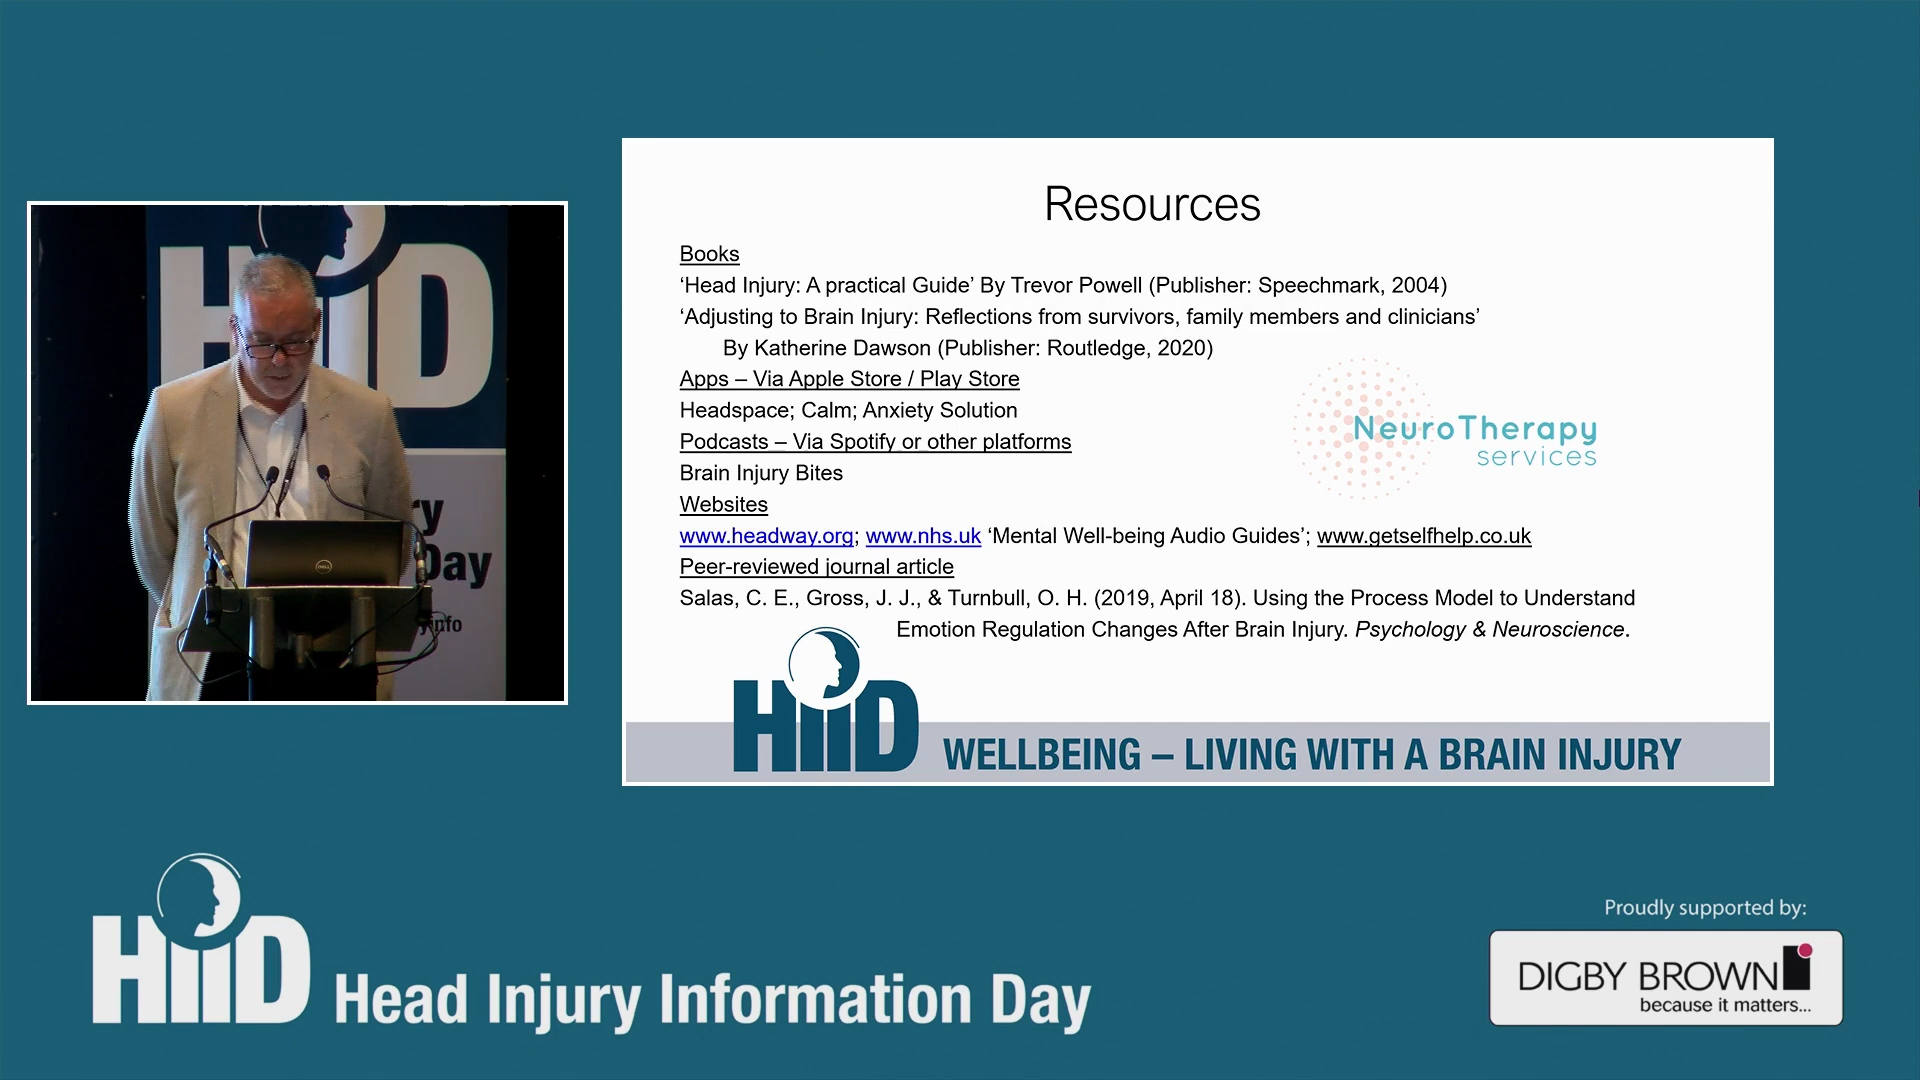 Resources
Books
‘Head Injury: A practical Guide’ By Trevor Powell (Publisher: Speechmark, 2004)
‘Adjusting to Brain Injury: Reflections from survivors, family members and clinicians’
By Katherine Dawson (Publisher: Routledge, 2020)
Apps – Via Apple Store / Play Store
Headspace; Calm; Anxiety Solution
Podcasts – Via Spotify or other platforms
Brain Injury Bites
Websites
www.headway.org; www.nhs.uk ‘Mental Well-being Audio Guides’; www.getselfhelp.co.uk
Peer-reviewed journal article
Salas, C. E., Gross, J. J., & Turnbull, O. H. (2019, April 18). Using the Process Model to Understand
Emotion Regulation Changes After Brain Injury. Psychology & Neuroscience.
NeuroTherapy
services
HIID WELLBEING – LIVING WITH A BRAIN INJURY
HIID
ry
Day
yinfo
DELL
HIID Head Injury Information Day
Proudly supported by:
DIGBY BROWN
because it matters...